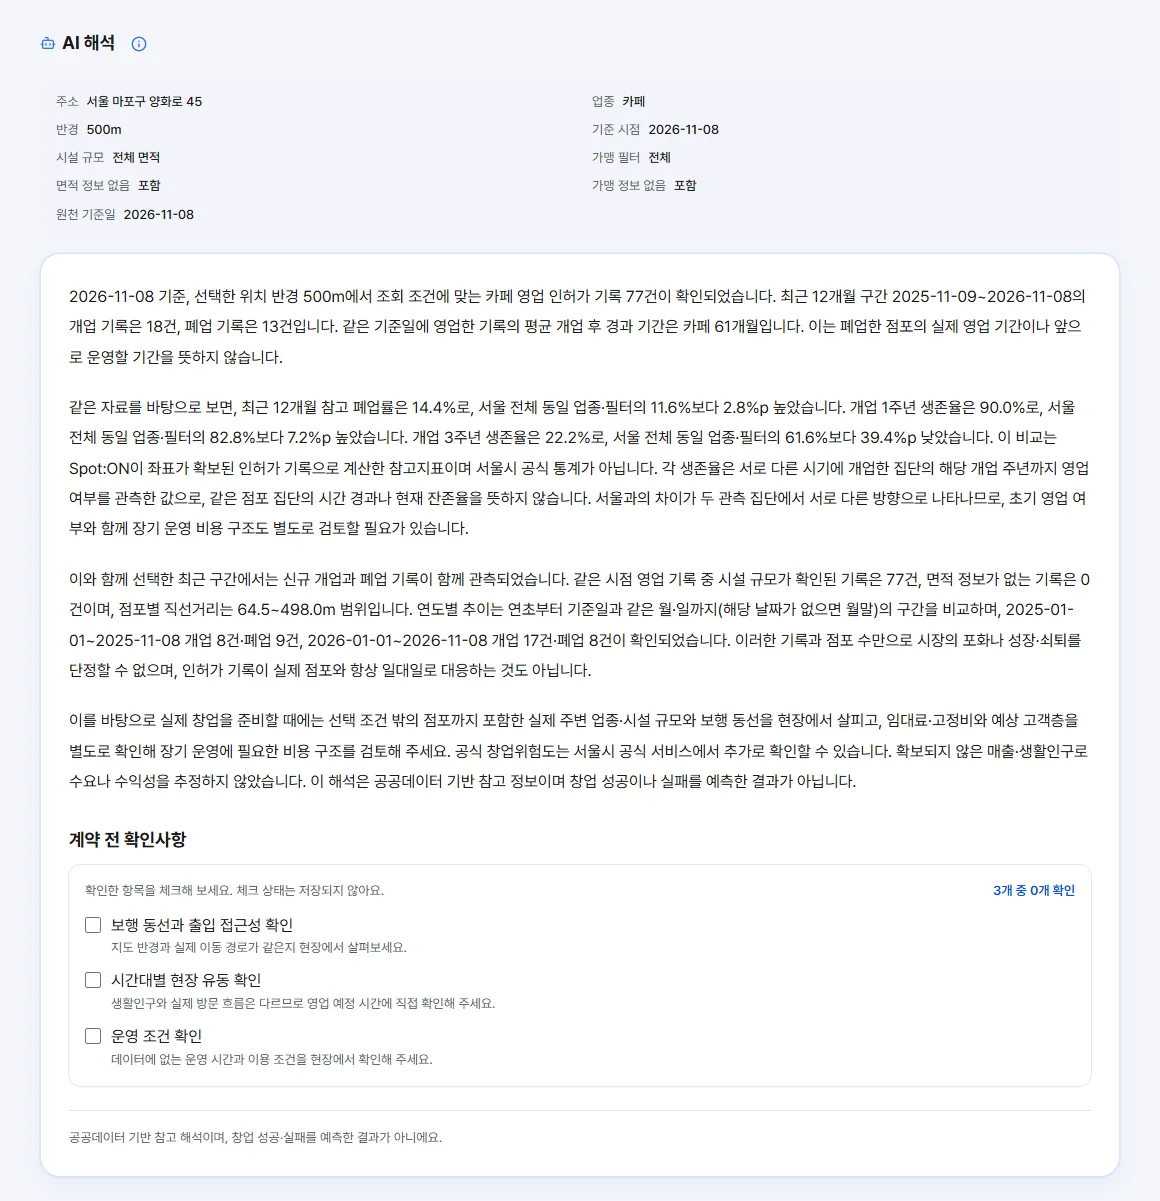 AI 해석
주소 서울 마포구 양화로 45
업종 카페
반경 500m
기준 시점 2026-11-08
시설 규모 전체 면적
가맹 필터 전체
면적 정보 없음 포함
가맹 정보 없음 포함
원천 기준일 2026-11-08
2026-11-08 기준, 선택한 위치 반경 500m에서 조회 조건에 맞는 카페 영업 인허가 기록 77건이 확인되었습니다. 최근 12개월 구간 2025-11-09~2026-11-08의
개업 기록은 18건, 폐업 기록은 13건입니다. 같은 기준일에 영업한 기록의 평균 개업 후 경과 기간은 카페 61개월입니다. 이는 폐업한 점포의 실제 영업 기간이나 앞으
로 운영할 기간을 뜻하지 않습니다.
같은 자료를 바탕으로 보면, 최근 12개월 참고 폐업률은 14.4%로, 서울 전체 동일 업종·필터의 11.6%보다 2.8%p 높았습니다. 개업 1주년 생존율은 90.0%로, 서울
전체 동일 업종·필터의 82.8%보다 7.2%p 높았습니다. 개업 3주년 생존율은 22.2%로, 서울 전체 동일 업종·필터의 61.6%보다 39.4%p 낮았습니다. 이 비교는
Spot:ON이 좌표가 확보된 인허가 기록으로 계산한 참고지표이며 서울시 공식 통계가 아닙니다. 각 생존율은 서로 다른 시기에 개업한 집단의 해당 개업 주년까지 영업
여부를 관측한 값으로, 같은 점포 집단의 시간 경과나 현재 잔존율을 뜻하지 않습니다. 서울과의 차이가 두 관측 집단에서 서로 다른 방향으로 나타나므로, 초기 영업 여
부와 함께 장기 운영 비용 구조도 별도로 검토할 필요가 있습니다.
이와 함께 선택한 최근 구간에서는 신규 개업과 폐업 기록이 함께 관측되었습니다. 같은 시점 영업 기록 중 시설 규모가 확인된 기록은 77건, 면적 정보가 없는 기록은 0
건이며, 점포별 직선거리는 64.5~498.0m 범위입니다. 연도별 추이는 연초부터 기준일과 같은 월·일까지(해당 날짜가 없으면 월말)의 구간을 비교하며, 2025-01-
01~2025-11-08 개업 8건·폐업 9건, 2026-01-01~2026-11-08 개업 17건·폐업 8건이 확인되었습니다. 이러한 기록과 점포 수만으로 시장의 포화나 성장·쇠퇴를
단정할 수 없으며, 인허가 기록이 실제 점포와 항상 일대일로 대응하는 것도 아닙니다.
이를 바탕으로 실제 창업을 준비할 때에는 선택 조건 밖의 점포까지 포함한 실제 주변 업종·시설 규모와 보행 동선을 현장에서 살피고, 임대료·고정비와 예상 고객층을
별도로 확인해 장기 운영에 필요한 비용 구조를 검토해 주세요. 공식 창업위험도는 서울시 공식 서비스에서 추가로 확인할 수 있습니다. 확보되지 않은 매출·생활인구로
수요나 수익성을 추정하지 않았습니다. 이 해석은 공공데이터 기반 참고 정보이며 창업 성공이나 실패를 예측한 결과가 아닙니다.
계약 전 확인사항
확인한 항목을 체크해 보세요. 체크 상태는 저장되지 않아요.
3개 중 0개 확인
보행 동선과 출입 접근성 확인
지도 반경과 실제 이동 경로가 같은지 현장에서 살펴보세요.
시간대별 현장 유동 확인
생활인구와 실제 방문 흐름은 다르므로 영업 예정 시간에 직접 확인해 주세요.
운영 조건 확인
데이터에 없는 운영 시간과 이용 조건을 현장에서 확인해 주세요.
공공데이터 기반 참고 해석이며, 창업 성공·실패를 예측한 결과가 아니에요.